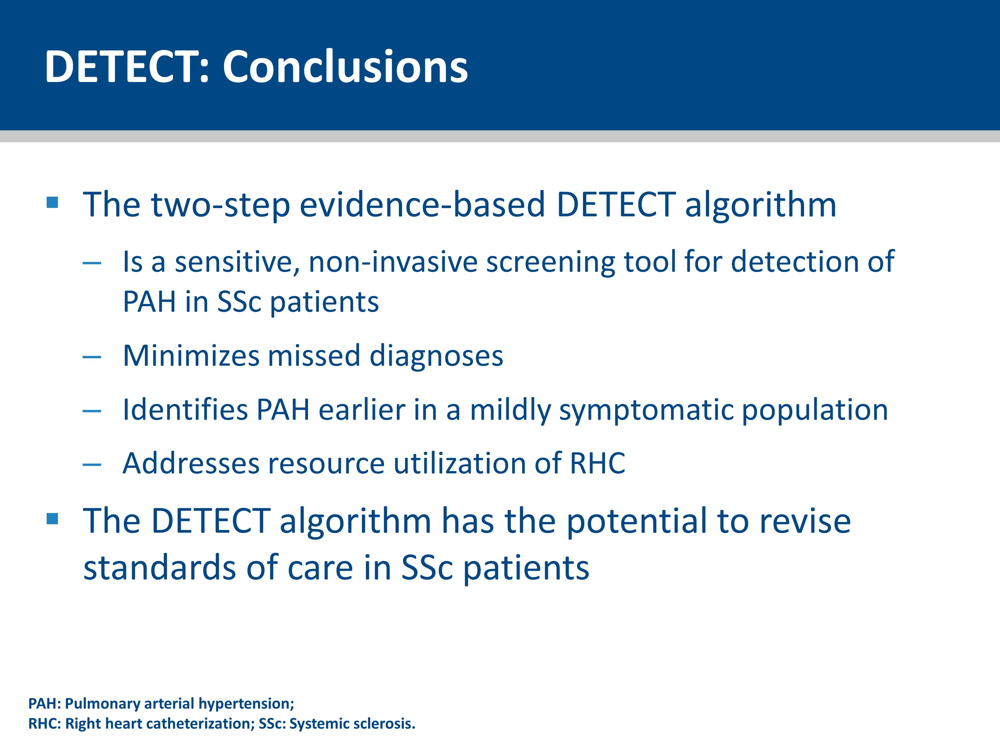 DETECT: Conclusions
▪ The two-step evidence-based DETECT algorithm
– Is a sensitive, non-invasive screening tool for detection of
PAH in SSc patients
– Minimizes missed diagnoses
– Identifies PAH earlier in a mildly symptomatic population
– Addresses resource utilization of RHC
▪ The DETECT algorithm has the potential to revise
standards of care in SSc patients
PAH: Pulmonary arterial hypertension;
RHC: Right heart catheterization; SSc: Systemic sclerosis.